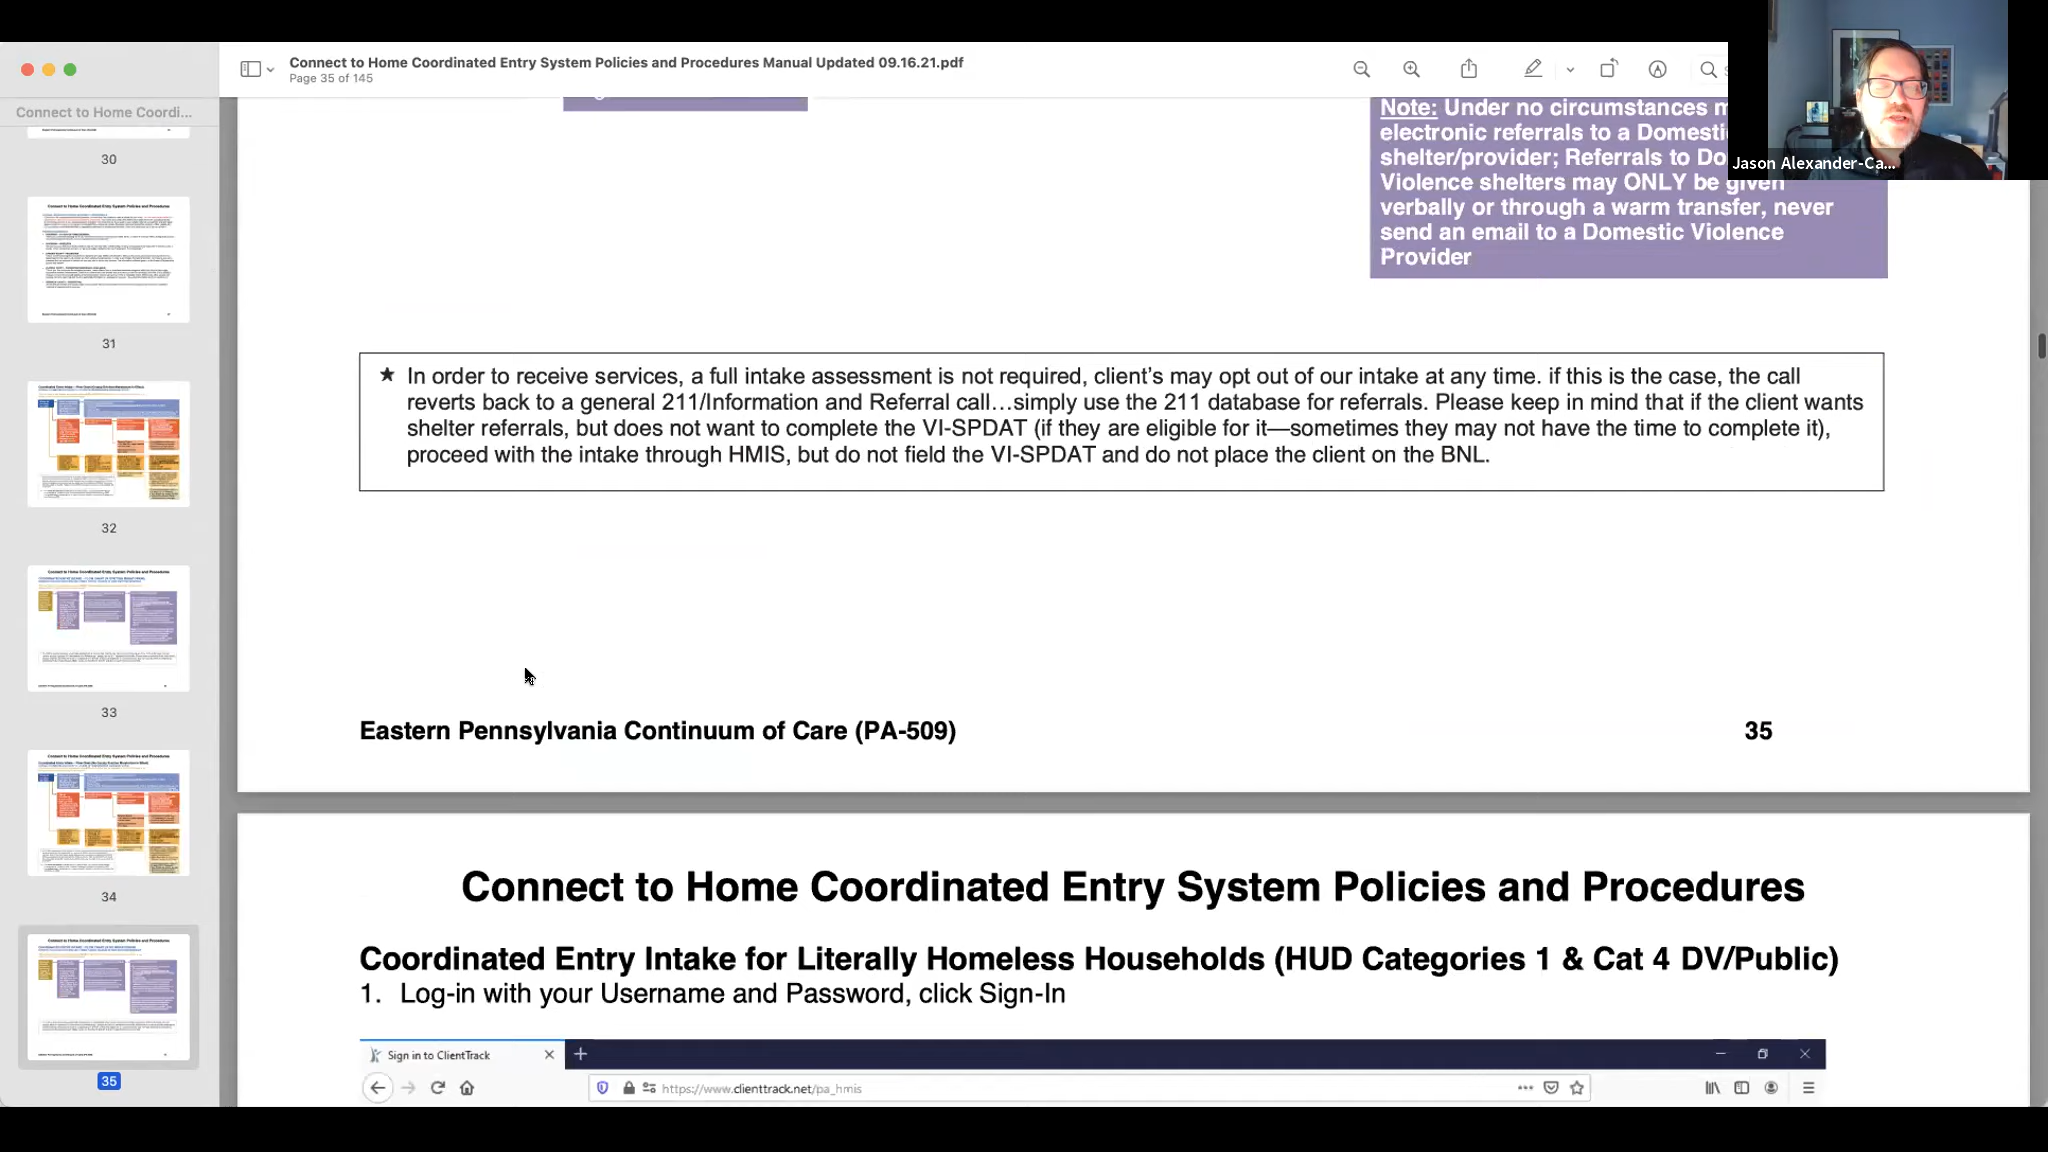 Connect to Home Coordinated Entry System Policies and Procedures Manual Updated 09.16.21.pdf
Page 35 of 145
Connect to Home Coordi...
30
31
32
33
34
35
Note: Under no circumstances m
electronic referrals to a Domesti
shelter/provider; Referrals to Do
Violence shelters may ONLY be given
verbally or through a warm transfer, never
send an email to a Domestic Violence
Provider
Jason Alexander-Ca...
★ In order to receive services, a full intake assessment is not required, client’s may opt out of our intake at any time. if this is the case, the call
reverts back to a general 211/Information and Referral call…simply use the 211 database for referrals. Please keep in mind that if the client wants
shelter referrals, but does not want to complete the VI-SPDAT (if they are eligible for it—sometimes they may not have the time to complete it),
proceed with the intake through HMIS, but do not field the VI-SPDAT and do not place the client on the BNL.
Eastern Pennsylvania Continuum of Care (PA-509) 35
Connect to Home Coordinated Entry System Policies and Procedures
Coordinated Entry Intake for Literally Homeless Households (HUD Categories 1 & Cat 4 DV/Public)
1. Log-in with your Username and Password, click Sign-In
Sign in to ClientTrack
https://www.clienttrack.net/pa_hmis